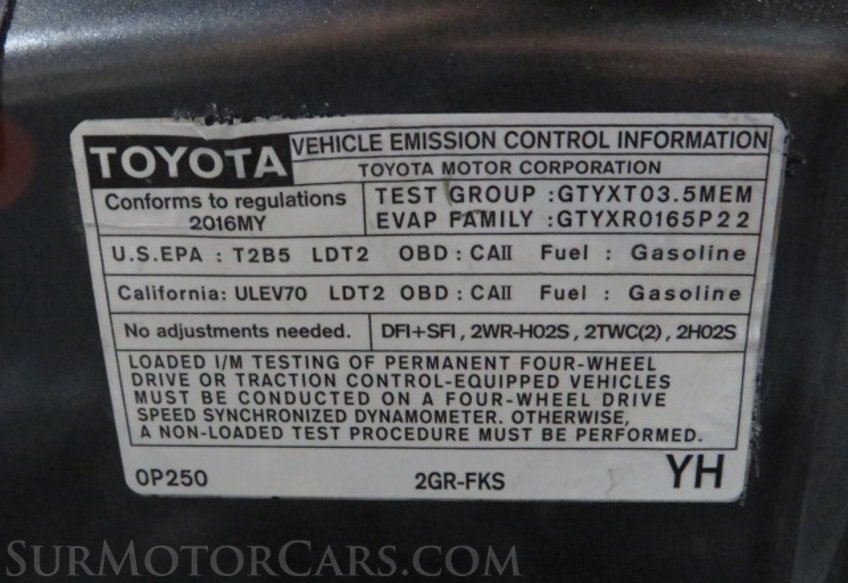 TOYOTA VEHICLE EMISSION CONTROL INFORMATION
TOYOTA MOTOR CORPORATION
Conforms to regulations
2016MY
TEST GROUP :GTYXT03.5MEM
EVAP FAMILY :GTYXR0165P22
U.S.EPA : T2B5 LDT2 OBD : CAII Fuel : Gasoline
California: ULEV70 LDT2 OBD : CAII Fuel : Gasoline
No adjustments needed. DFI+SFI, 2WR-HO2S, 2TWC(2), 2HO2S
LOADED I/M TESTING OF PERMANENT FOUR-WHEEL
DRIVE OR TRACTION CONTROL-EQUIPPED VEHICLES
MUST BE CONDUCTED ON A FOUR-WHEEL DRIVE
SPEED SYNCHRONIZED DYNAMOMETER. OTHERWISE,
A NON-LOADED TEST PROCEDURE MUST BE PERFORMED.
0P250 2GR-FKS YH
SurMotorCars.com